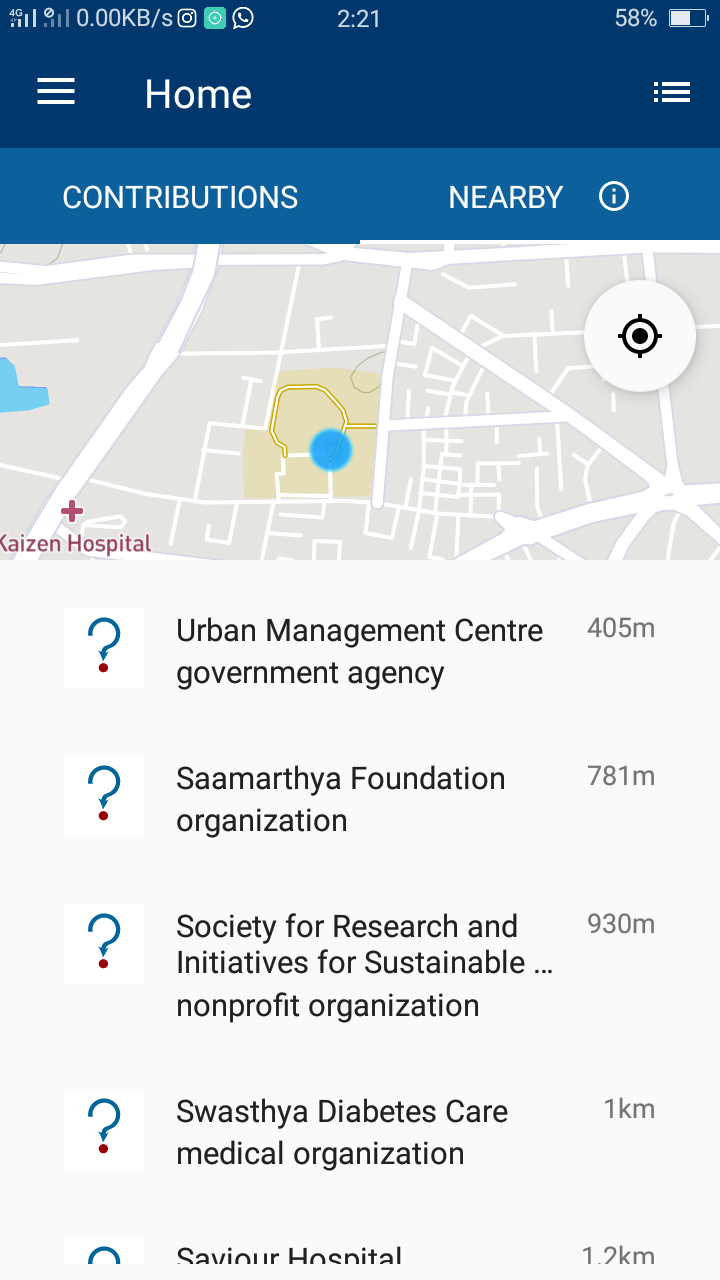 4G 0.00KB/s 2:21 58%
Home
CONTRIBUTIONS NEARBY
Kaizen Hospital
Urban Management Centre 405m
government agency
Saamarthya Foundation 781m
organization
Society for Research and 930m
Initiatives for Sustainable ...
nonprofit organization
Swasthya Diabetes Care 1km
medical organization
Saviour Hospital 1.2km